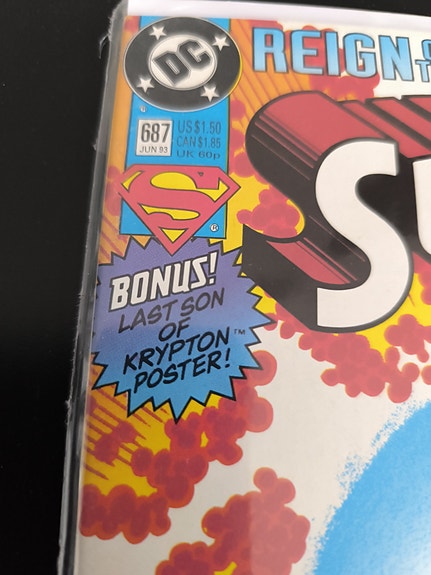 DC
REIGN
687
JUN 93
US $1.50
CAN $1.85
UK 60p
S
®
SU
BONUS!
LAST SON
OF
KRYPTON™
POSTER!